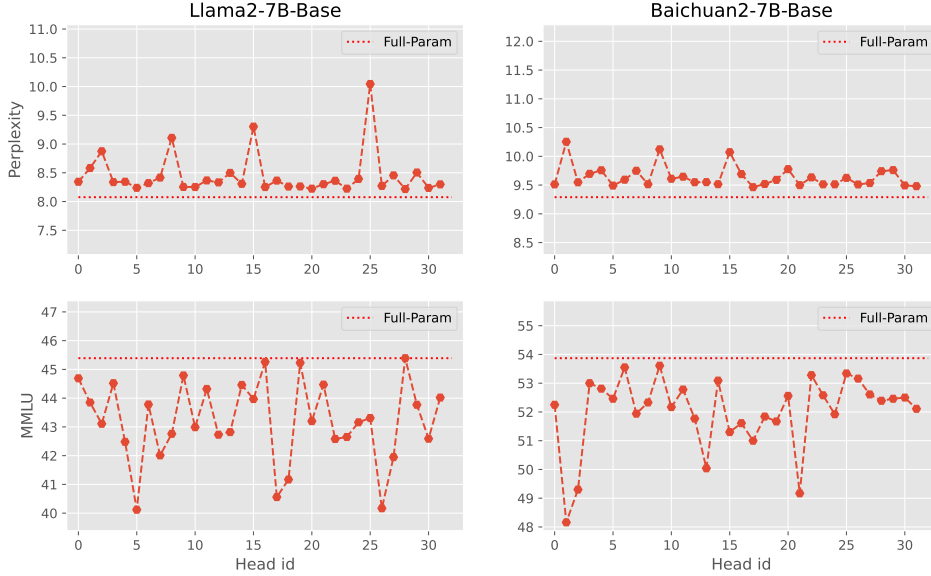 Llama2-7B-Base
Baichuan2-7B-Base
Perplexity
11.0
10.5
10.0
9.5
9.0
8.5
8.0
7.5
Full-Param
0 5 10 15 20 25 30
12.0
11.5
11.0
10.5
10.0
9.5
9.0
8.5
Full-Param
0 5 10 15 20 25 30
MMLU
47
46
45
44
43
42
41
40
Full-Param
0 5 10 15 20 25 30
Head id
55
54
53
52
51
50
49
48
Full-Param
0 5 10 15 20 25 30
Head id